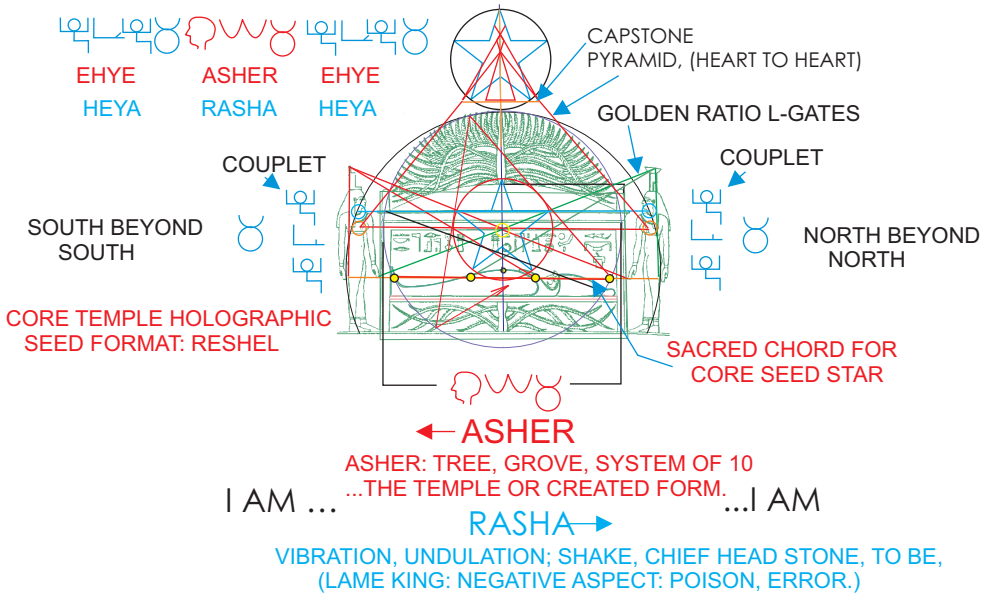 EHYE ASHER EHYE
HEYA RASHA HEYA
CAPSTONE
PYRAMID, (HEART TO HEART)
GOLDEN RATIO L-GATES
COUPLET
COUPLET
SOUTH BEYOND
SOUTH
NORTH BEYOND
NORTH
CORE TEMPLE HOLOGRAPHIC
SEED FORMAT: RESHEL
SACRED CHORD FOR
CORE SEED STAR
ASHER
ASHER: TREE, GROVE, SYSTEM OF 10
...THE TEMPLE OR CREATED FORM.
I AM ... ...I AM
RASHA
VIBRATION, UNDULATION; SHAKE, CHIEF HEAD STONE, TO BE,
(LAME KING: NEGATIVE ASPECT: POISON, ERROR.)